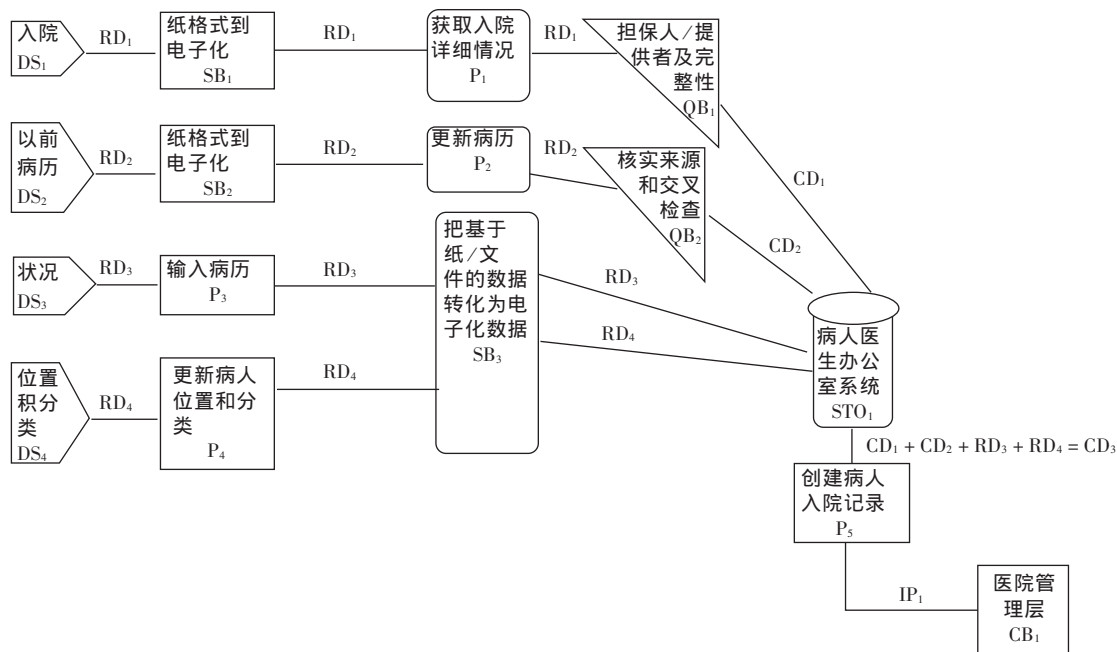 入院
DS₁
RD₁
纸格式到
电子化
SB₁
RD₁
获取入院
详细情况
P₁
RD₁
担保人/提
供者及完
整性
QB₁
CD₁
以前
病历
DS₂
RD₂
纸格式到
电子化
SB₂
RD₂
更新病历
P₂
RD₂
核实来源
和交叉
检查
QB₂
CD₂
状况
DS₃
RD₃
输入病历
P₃
RD₃
把基于
纸/文
件的数据
转化为电
子化数据
SB₃
RD₃
RD₄
位置
积分
类
DS₄
RD₄
更新病人
位置和分
类
P₄
RD₄
病人医
生办公
室系统
STO₁
CD₁ + CD₂ + RD₃ + RD₄ = CD₃
创建病人
入院记录
P₅
IP₁
医院管
理层
CB₁